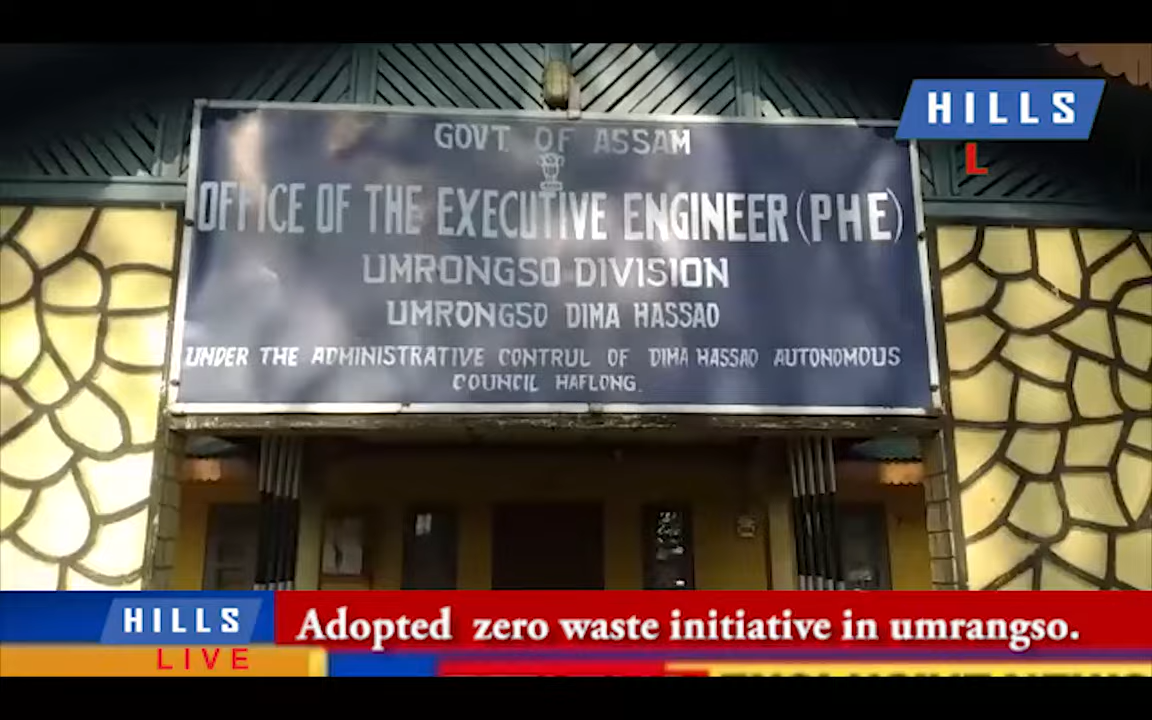 HILLS
L
GOVT. OF ASSAM
OFFICE OF THE EXECUTIVE ENGINEER (PHE)
UMRONGSO DIVISION
UMRONGSO DIMA HASSAO
UNDER THE ADMINISTRATIVE CONTRUL OF DIMA HASSAO AUTONOMOUS
COUNCIL HAFLONG.
HILLS
LIVE
Adopted zero waste initiative in umrangso.